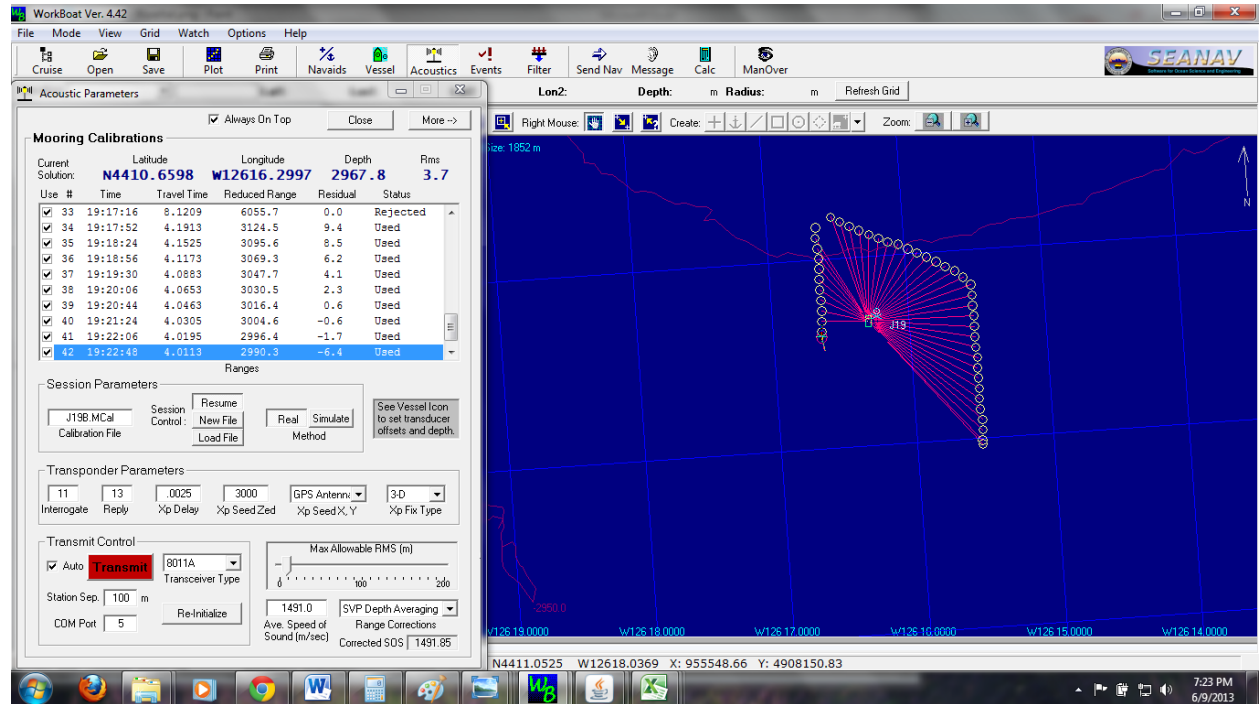 WorkBoat Ver. 4.42
File Mode View Grid Watch Options Help
Cruise Open Save Plot Print Navaids Vessel Acoustics Events Filter Send Nav Message Calc ManOver
SEANAV
Software for Ocean Science and Engineering
Acoustic Parameters
Lon2: Depth: m Radius: m Refresh Grid
Always On Top Close More -->
Right Mouse: Create: Zoom:
Mooring Calibrations
Size: 1852 m
Current Solution: Latitude Longitude Depth Rms
N4410.6598 W12616.2997 2967.8 3.7
Use # Time Travel Time Reduced Range Residual Status
33 19:17:16 8.1209 6055.7 0.0 Rejected
34 19:17:52 4.1913 3124.5 9.4 Used
35 19:18:24 4.1525 3095.6 8.5 Used
36 19:18:56 4.1173 3069.3 6.2 Used
37 19:19:30 4.0883 3047.7 4.1 Used
38 19:20:06 4.0653 3030.5 2.3 Used
39 19:20:44 4.0463 3016.4 0.6 Used
40 19:21:24 4.0305 3004.6 -0.6 Used
41 19:22:06 4.0195 2996.4 -1.7 Used
42 19:22:48 4.0113 2990.3 -6.4 Used
Ranges
Session Parameters
J19B.MCal
Calibration File
Session Control :
Resume
New File
Load File
Real Simulate
Method
See Vessel Icon
to set transducer
offsets and depth.
Transponder Parameters
11 13 .0025 3000 GPS Antenna 3-D
Interrogate Reply Xp Delay Xp Seed Zed Xp Seed X, Y Xp Fix Type
Transmit Control
Auto Transmit 8011A
Transceiver Type
Station Sep. 100 m
COM Port 5
Re-Initialize
Max Allowable RMS (m)
0 100 200
1491.0 SVP Depth Averaging
Ave. Speed of
Sound (m/sec)
Range Corrections
Corrected SOS 1491.85
N
J19
-2950.0
W126 19.0000 W126 18.0000 W126 17.0000 W126 16.0000 W126 15.0000 W126 14.0000
N4411.0525 W12618.0369 X: 955548.66 Y: 4908150.83
7:23 PM
6/9/2013